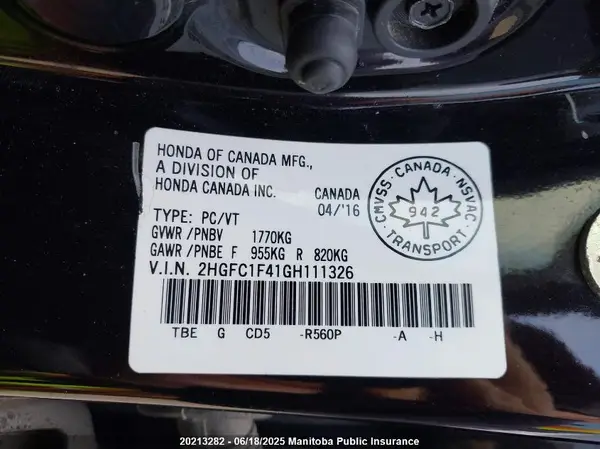 HONDA OF CANADA MFG.,
A DIVISION OF
HONDA CANADA INC. CANADA
04/'16
TYPE: PC/VT
GVWR /PNBV 1770KG
GAWR /PNBE F 955KG R 820KG
V.I.N. 2HGFC1F41GH111326
TBE G CD5 -R560P -A -H
CMVSS - CANADA - NSVAC
942
TRANSPORT
20213282 - 06/18/2025 Manitoba Public Insurance